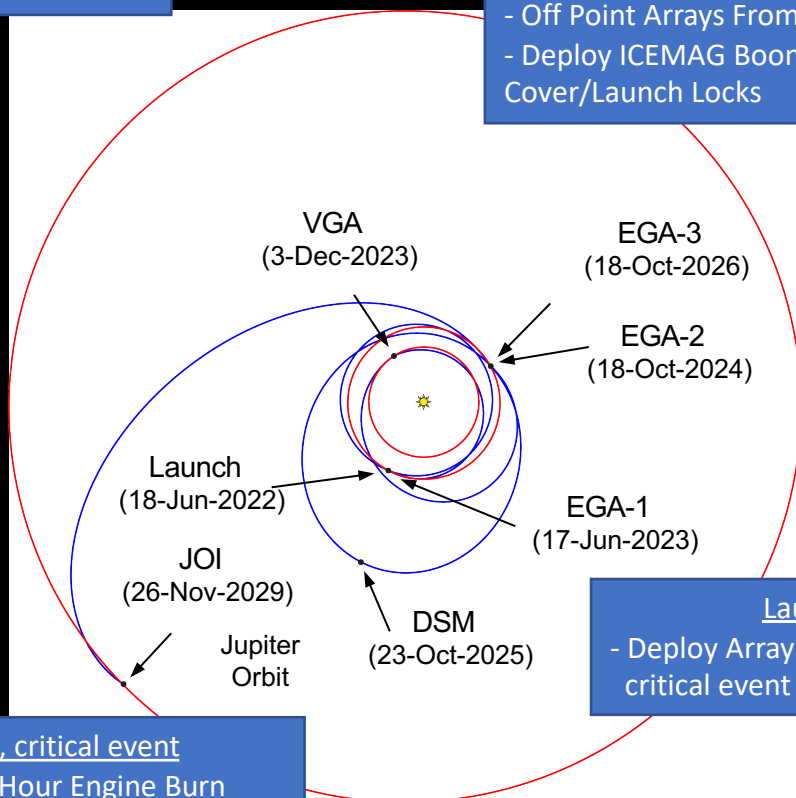 - Off Point Arrays From
- Deploy ICEMAG Boom
Cover/Launch Locks
VGA
(3-Dec-2023)
EGA-3
(18-Oct-2026)
EGA-2
(18-Oct-2024)
Launch
(18-Jun-2022)
EGA-1
(17-Jun-2023)
JOI
(26-Nov-2029)
DSM
(23-Oct-2025)
Jupiter
Orbit
Lau
- Deploy Array
critical event
, critical event
Hour Engine Burn